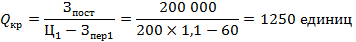 Qкр = Зпост / (Ц1 − Зпер1) = 200 000 / (200 × 1,1 − 60) = 1250 единиц